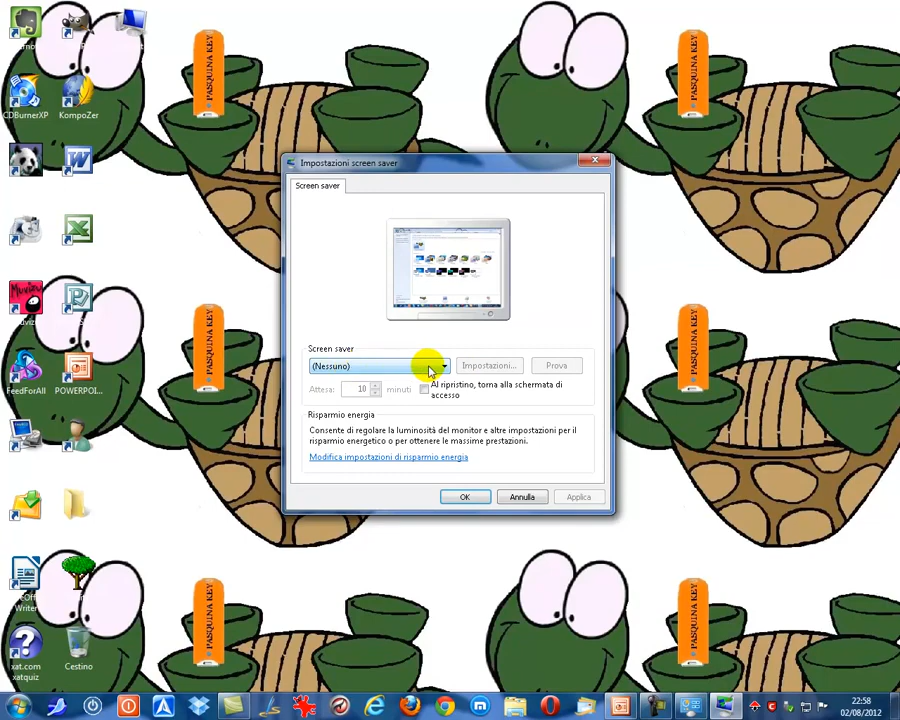 PASQUINA KEY
PASQUINA KEY
CDBurnerXP
KompoZer
Impostazioni screen saver
Screen saver
Screen saver
(Nessuno)
Impostazioni...
Prova
Attesa:
10
minuti
Al ripristino, torna alla schermata di
accesso
Risparmio energia
Consente di regolare la luminosità del monitor e altre impostazioni per il
risparmio energetico o per ottenere le massime prestazioni.
Modifica impostazioni di risparmio energia
OK
Annulla
Applica
PASQUINA KEY
PASQUINA KEY
FeedForAll
POWERPOI...
Writer
PASQUINA KEY
PASQUINA KEY
xat.com
xatquiz
Cestino
22:58
02/08/2012